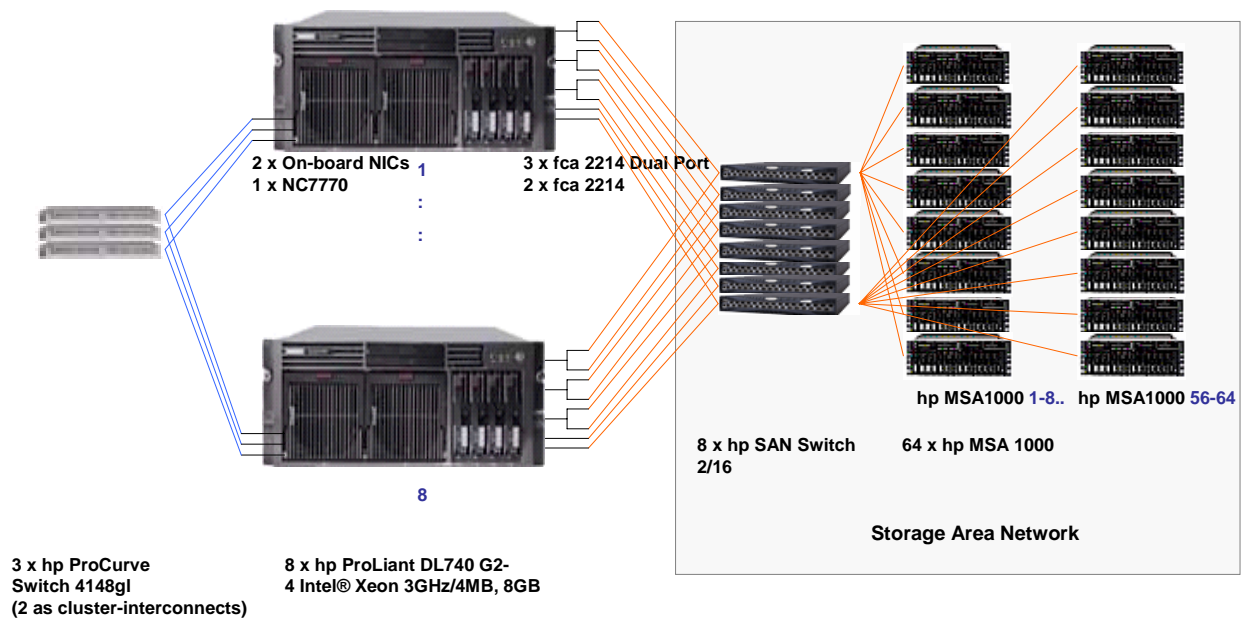 2 x On-board NICs
1 x NC7770
1
:
:
3 x fca 2214 Dual Port
2 x fca 2214
8
hp MSA1000 1-8..
hp MSA1000 56-64
8 x hp SAN Switch
2/16
64 x hp MSA 1000
Storage Area Network
3 x hp ProCurve
Switch 4148gl
(2 as cluster-interconnects)
8 x hp ProLiant DL740 G2-
4 Intel® Xeon 3GHz/4MB, 8GB